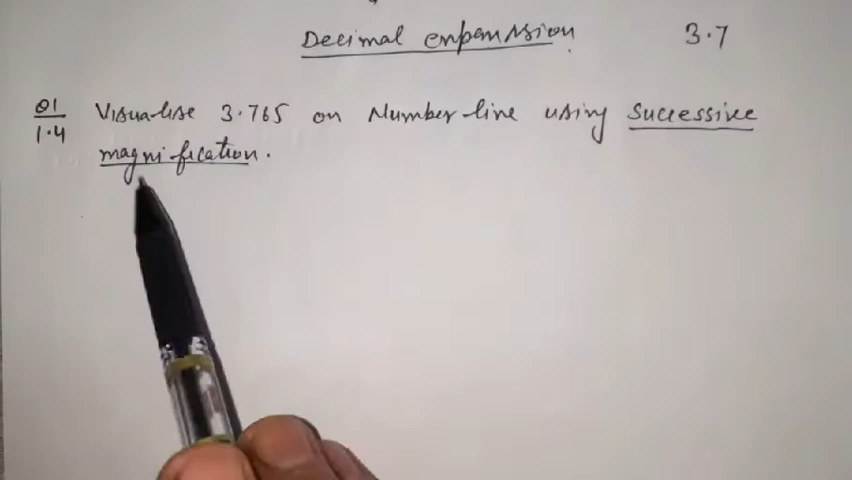 Decimal expansion 3.7
Q1 Visualise 3.765 on Number line using successive
1.4 magnification.